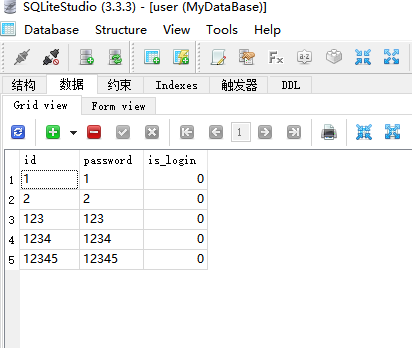 SQLiteStudio (3.3.3) - [user (MyDataBase)]
Database Structure View Tools Help
结构 数据 约束 Indexes 触发器 DDL
Grid view Form view
1
id password is_login
1 1 1 0
2 2 2 0
3 123 123 0
4 1234 1234 0
5 12345 12345 0